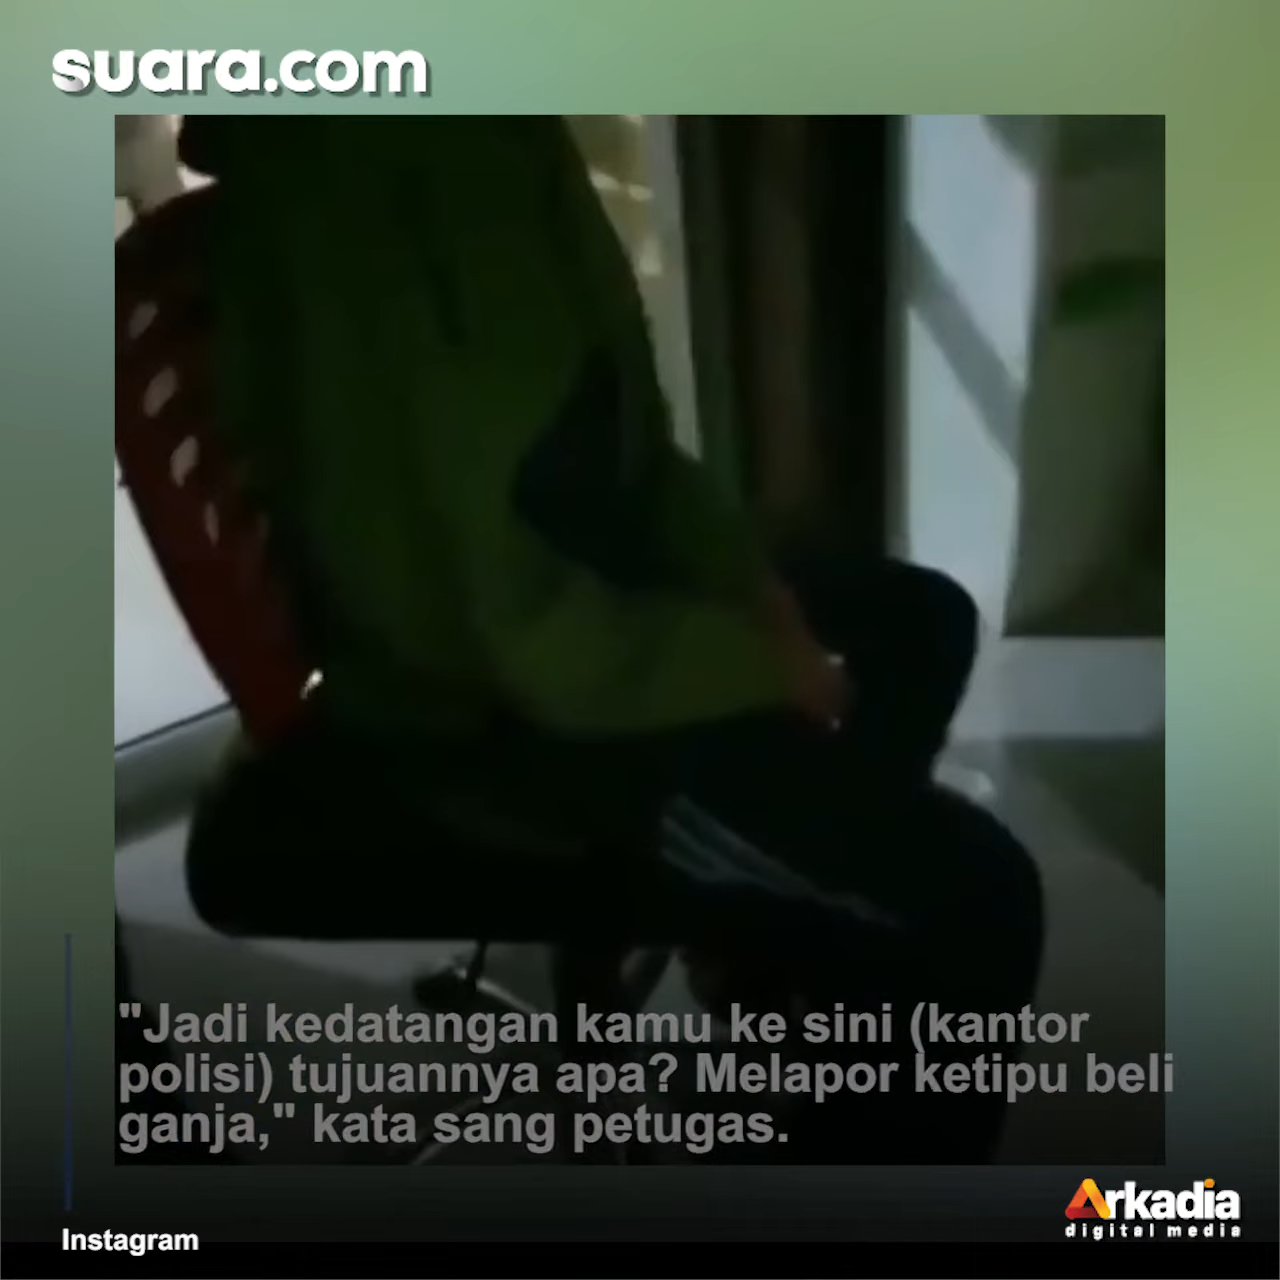 suara.com
"Jadi kedatangan kamu ke sini (kantor
polisi) tujuannya apa? Melapor ketipu beli
ganja," kata sang petugas.
Arkadia
digital media
Instagram